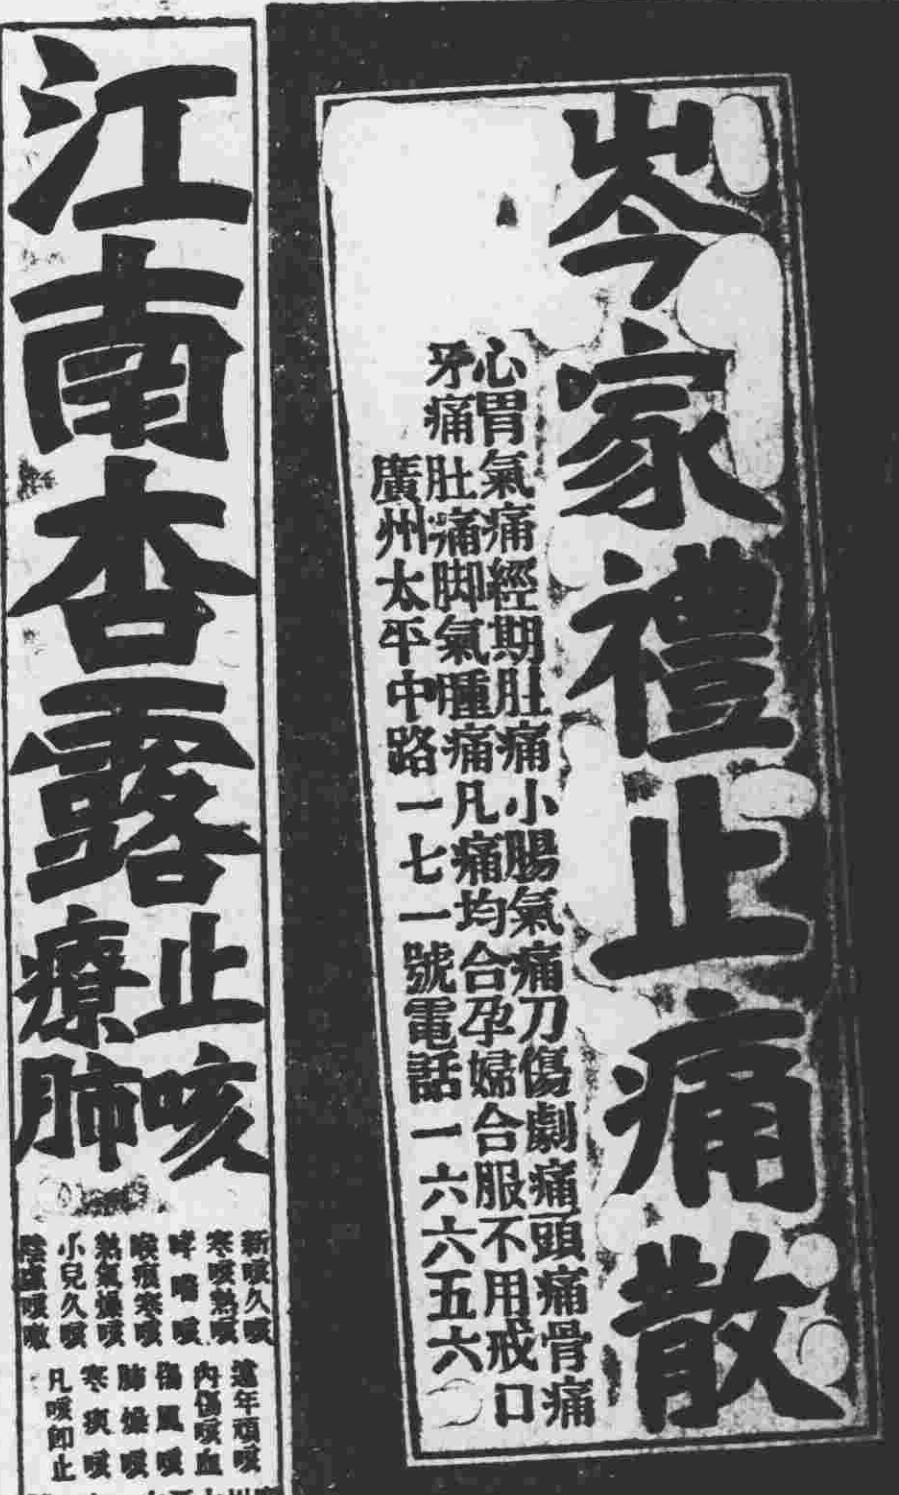 岑家禮止痛散
心胃氣痛經期肚痛小腸氣痛刀傷劇痛頭痛骨痛
牙痛肚痛脚氣腫痛凡痛均合孕婦合服不用戒口
廣州太平中路一七一號電話一六六五六
江南杏露
止咳
療肺
新咳久咳
寒咳熱咳
哮喘咳
喉痕寒咳
熱氣燥咳
小兒久咳
陰虛咳嗽
遠年頑咳
內傷咳血
傷風咳
肺燥咳
寒痰咳
凡咳卽止